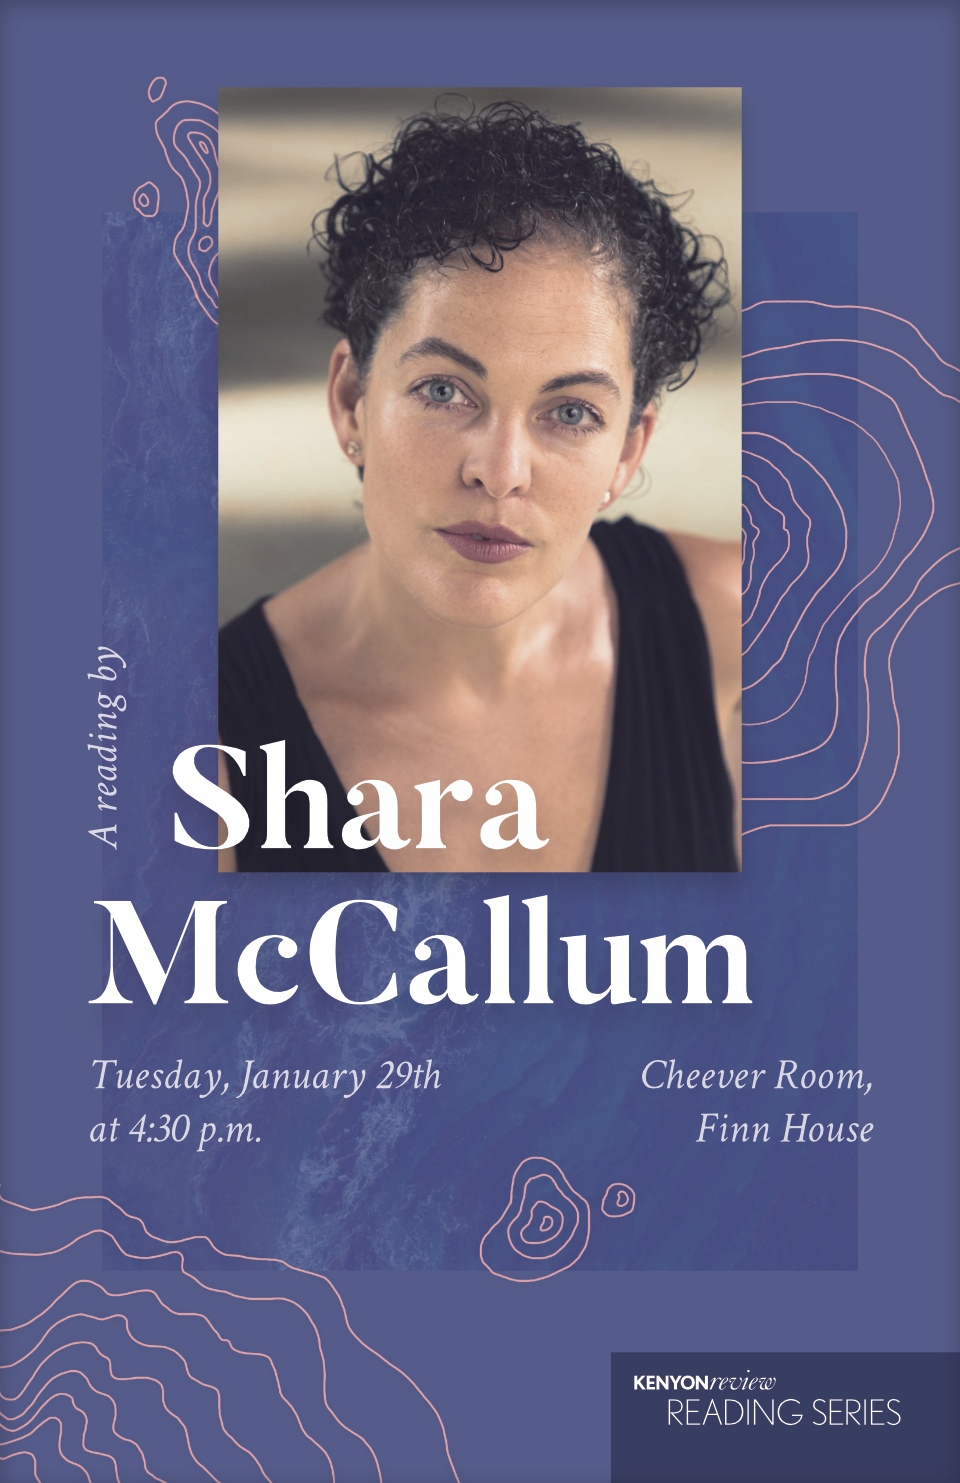 A reading by
Shara
McCallum
Tuesday, January 29th
at 4:30 p.m.
Cheever Room,
Finn House
KENYONreview
READING SERIES